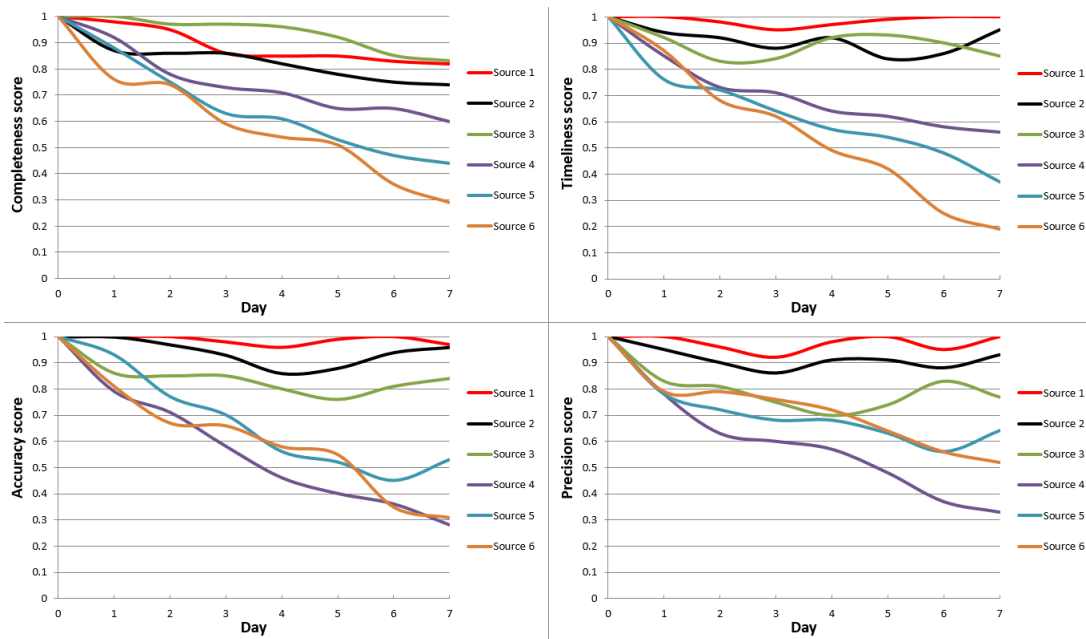 Completeness score
1
0.9
0.8
0.7
0.6
0.5
0.4
0.3
0.2
0.1
0
0 1 2 3 4 5 6 7
Day
Source 1
Source 2
Source 3
Source 4
Source 5
Source 6
Timeliness score
1
0.9
0.8
0.7
0.6
0.5
0.4
0.3
0.2
0.1
0
0 1 2 3 4 5 6 7
Day
Source 1
Source 2
Source 3
Source 4
Source 5
Source 6
Accuracy score
1
0.9
0.8
0.7
0.6
0.5
0.4
0.3
0.2
0.1
0
0 1 2 3 4 5 6 7
Day
Source 1
Source 2
Source 3
Source 4
Source 5
Source 6
Precision score
1
0.9
0.8
0.7
0.6
0.5
0.4
0.3
0.2
0.1
0
0 1 2 3 4 5 6 7
Day
Source 1
Source 2
Source 3
Source 4
Source 5
Source 6